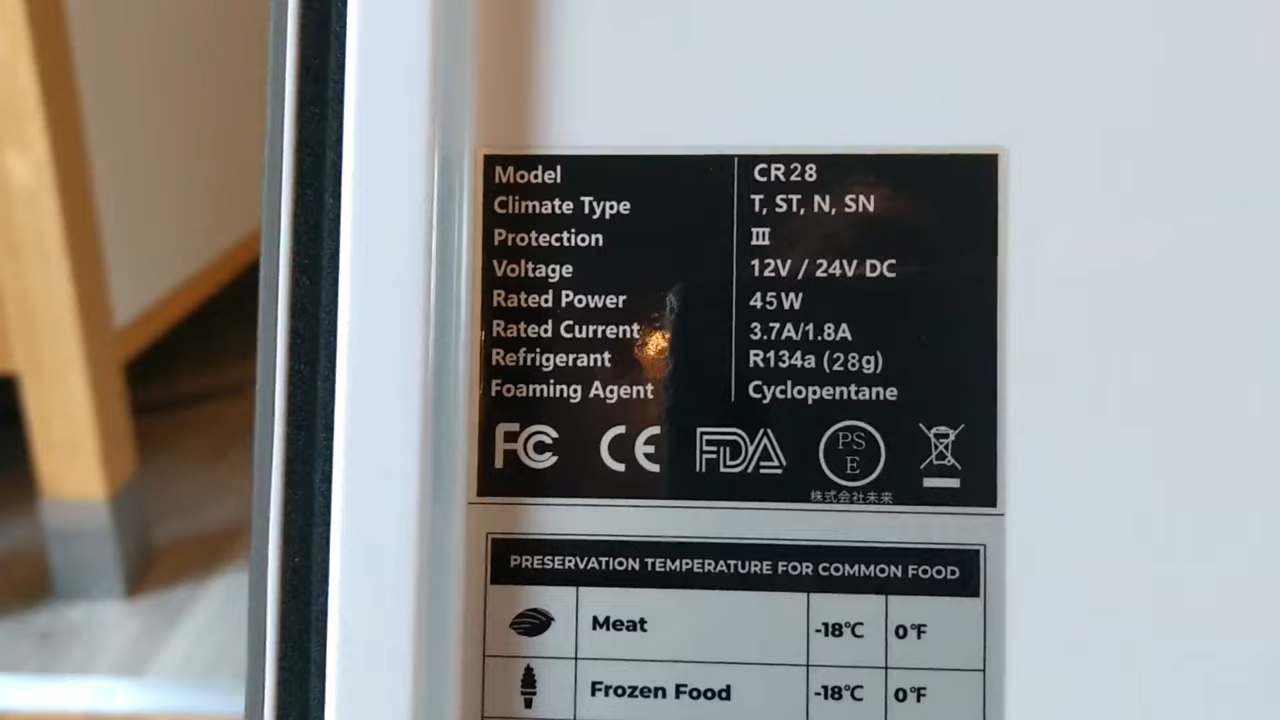 Model CR28
Climate Type T, ST, N, SN
Protection III
Voltage 12V / 24V DC
Rated Power 45W
Rated Current 3.7A/1.8A
Refrigerant R134a (28g)
Foaming Agent Cyclopentane
FC CE FDA PS E
株式会社未来
PRESERVATION TEMPERATURE FOR COMMON FOOD
Meat -18℃ 0℉
Frozen Food -18℃ 0℉